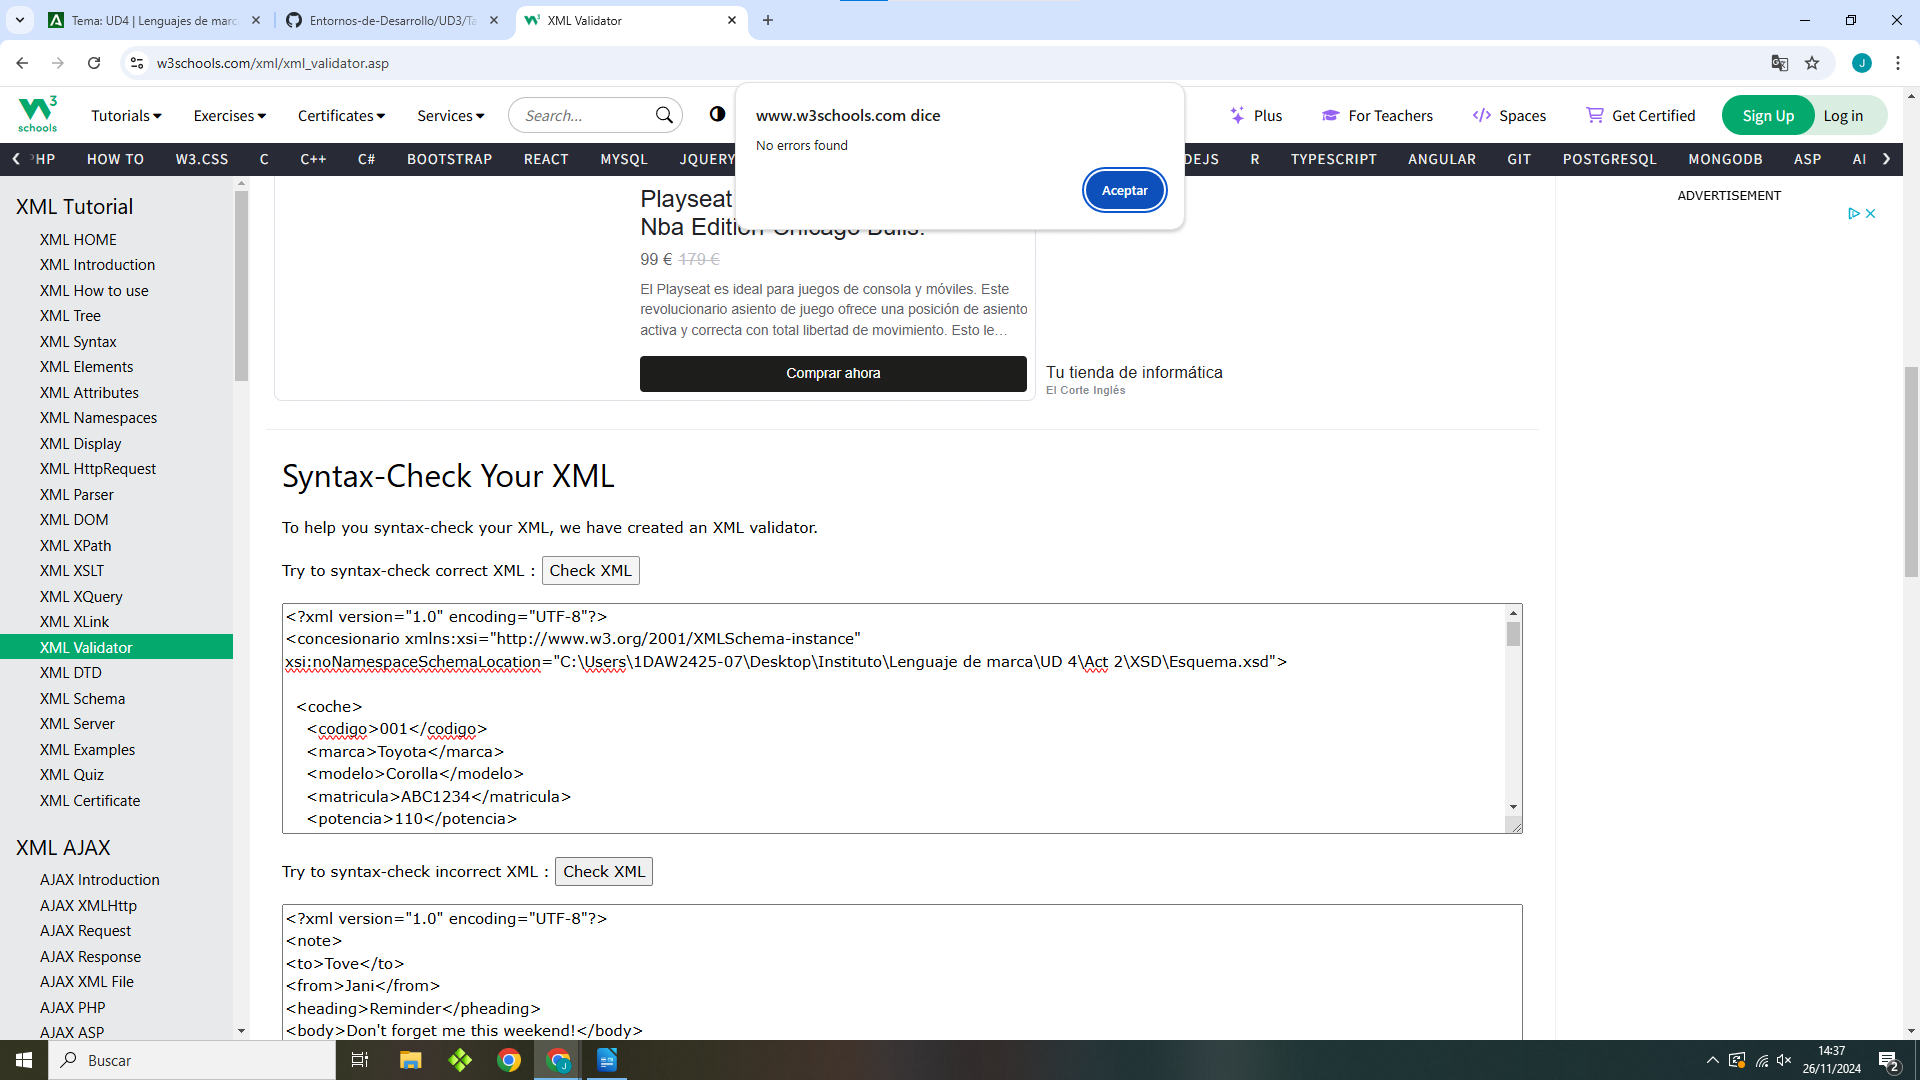 Tema: UD4 | Lenguajes de marc
Entornos-de-Desarrollo/UD3/Ta
XML Validator
w3schools.com/xml/xml_validator.asp
J
schools
Tutorials
Exercises
Certificates
Services
Search...
www.w3schools.com dice
No errors found
Aceptar
Plus
For Teachers
Spaces
Get Certified
Sign Up
Log in
HP
HOW TO
W3.CSS
C
C++
C#
BOOTSTRAP
REACT
MYSQL
JQUERY
DEJS
R
TYPESCRIPT
ANGULAR
GIT
POSTGRESQL
MONGODB
ASP
AI
XML Tutorial
XML HOME
XML Introduction
XML How to use
XML Tree
XML Syntax
XML Elements
XML Attributes
XML Namespaces
XML Display
XML HttpRequest
XML Parser
XML DOM
XML XPath
XML XSLT
XML XQuery
XML XLink
XML Validator
XML DTD
XML Schema
XML Server
XML Examples
XML Quiz
XML Certificate
XML AJAX
AJAX Introduction
AJAX XMLHttp
AJAX Request
AJAX Response
AJAX XML File
AJAX PHP
AJAX ASP
Playseat
Nba Edition Chicago Bulls.
99 € 179 €
El Playseat es ideal para juegos de consola y móviles. Este
revolucionario asiento de juego ofrece una posición de asiento
activa y correcta con total libertad de movimiento. Esto le…
Comprar ahora
Tu tienda de informática
El Corte Inglés
ADVERTISEMENT
Syntax-Check Your XML
To help you syntax-check your XML, we have created an XML validator.
Try to syntax-check correct XML : Check XML
<?xml version="1.0" encoding="UTF-8"?>
<concesionario xmlns:xsi="http://www.w3.org/2001/XMLSchema-instance"
xsi:noNamespaceSchemaLocation="C:\Users\1DAW2425-07\Desktop\Instituto\Lenguaje de marca\UD 4\Act 2\XSD\Esquema.xsd">
<coche>
<codigo>001</codigo>
<marca>Toyota</marca>
<modelo>Corolla</modelo>
<matricula>ABC1234</matricula>
<potencia>110</potencia>
Try to syntax-check incorrect XML : Check XML
<?xml version="1.0" encoding="UTF-8"?>
<note>
<to>Tove</to>
<from>Jani</from>
<heading>Reminder</pheading>
<body>Don't forget me this weekend!</body>
Buscar
J
14:37
26/11/2024
2